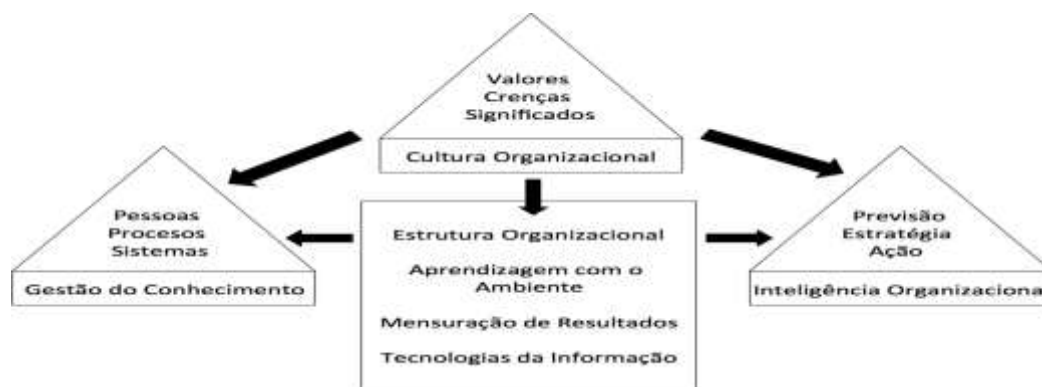 Valores
Crenças
Significados
Cultura Organizacional
Pessoas
Procesos
Sistemas
Gestão do Conhecimento
Estrutura Organizacional
Aprendizagem com o
Ambiente
Mensuração de Resultados
Tecnologias da Informação
Previsão
Estratégia
Ação
Inteligência Organizaciona